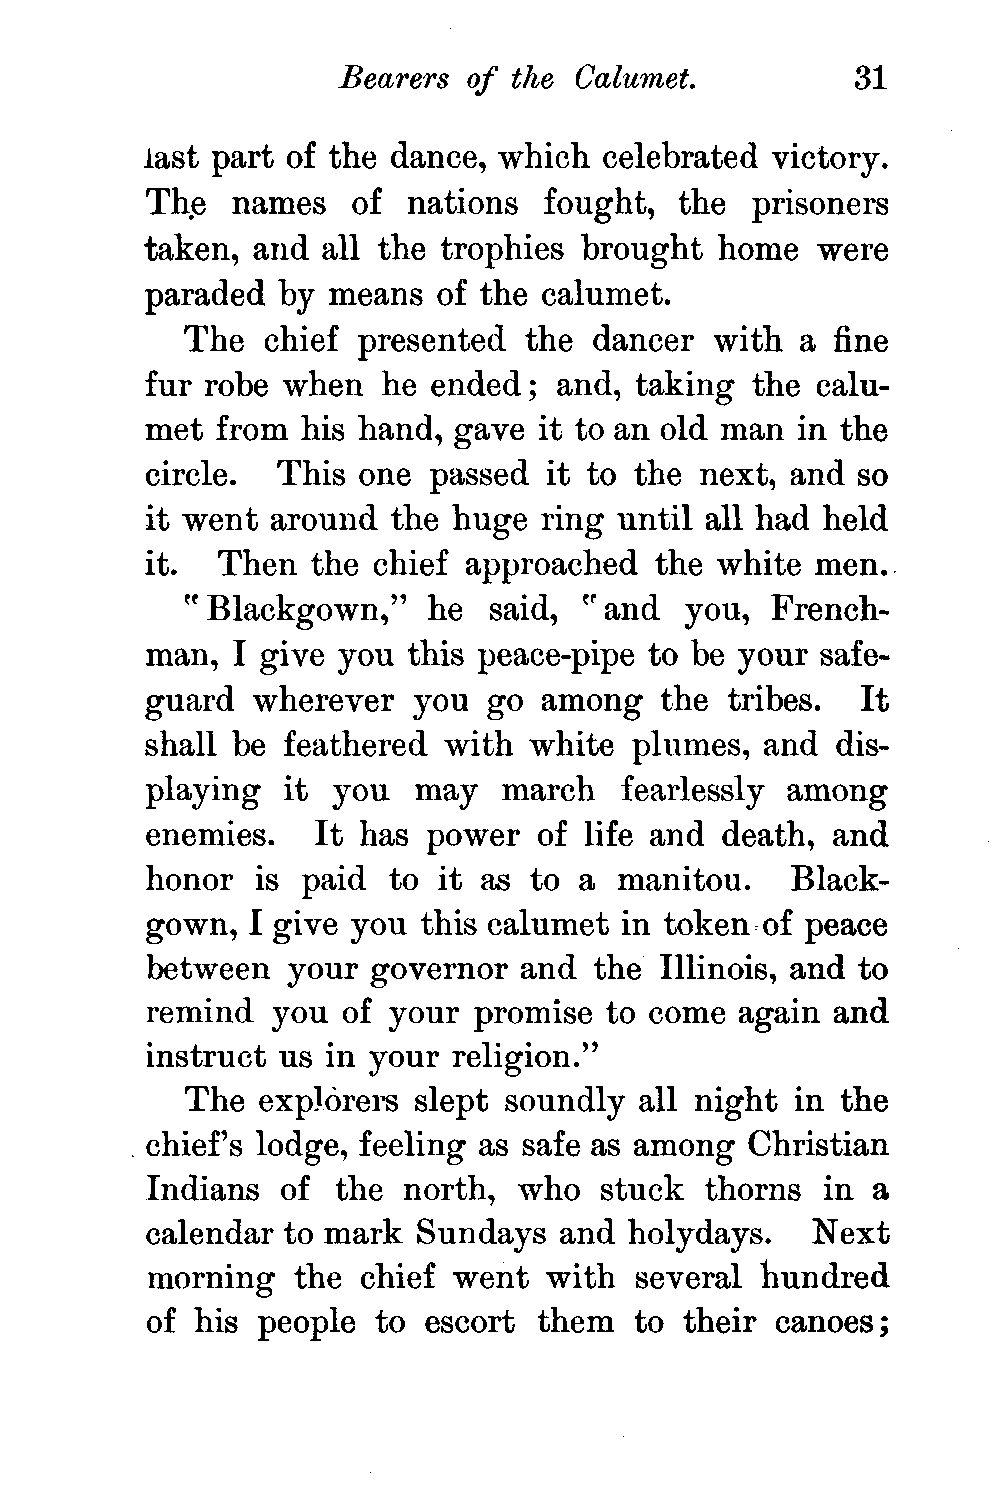 Bearers of the Calumet. 31
last part of the dance, which celebrated victory.
The names of nations fought, the prisoners
taken, and all the trophies brought home were
paraded by means of the calumet.
The chief presented the dancer with a fine
fur robe when he ended; and, taking the calu-
met from his hand, gave it to an old man in the
circle. This one passed it to the next, and so
it went around the huge ring until all had held
it. Then the chief approached the white men.
"Blackgown," he said, "and you, French-
man, I give you this peace-pipe to be your safe-
guard wherever you go among the tribes. It
shall be feathered with white plumes, and dis-
playing it you may march fearlessly among
enemies. It has power of life and death, and
honor is paid to it as to a manitou. Black-
gown, I give you this calumet in token of peace
between your governor and the Illinois, and to
remind you of your promise to come again and
instruct us in your religion."
The explorers slept soundly all night in the
chief's lodge, feeling as safe as among Christian
Indians of the north, who stuck thorns in a
calendar to mark Sundays and holydays. Next
morning the chief went with several hundred
of his people to escort them to their canoes;